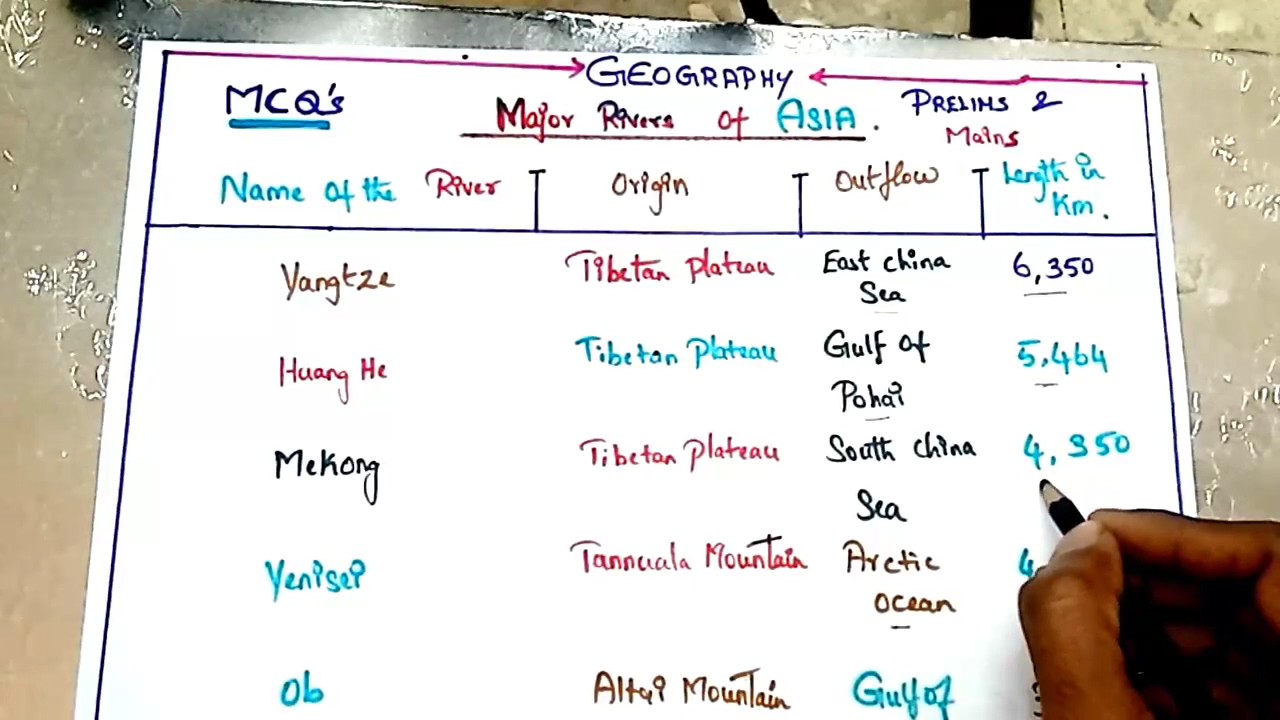 GEOGRAPHY
MCQ's
Major Rivers of ASIA.
PRELIMS &
Mains
Name of the River
Origin
Outflow
Length in
Km.
Yangtze
Tibetan plateau
East china
Sea
6,350
Huang He
Tibetan Plateau
Gulf of
Pohai
5,464
Mekong
Tibetan Plateau
South china
Sea
4,350
Yenisei
Tannuala Mountain
Arctic
Ocean
Ob
Altai Mountain
Gulf of